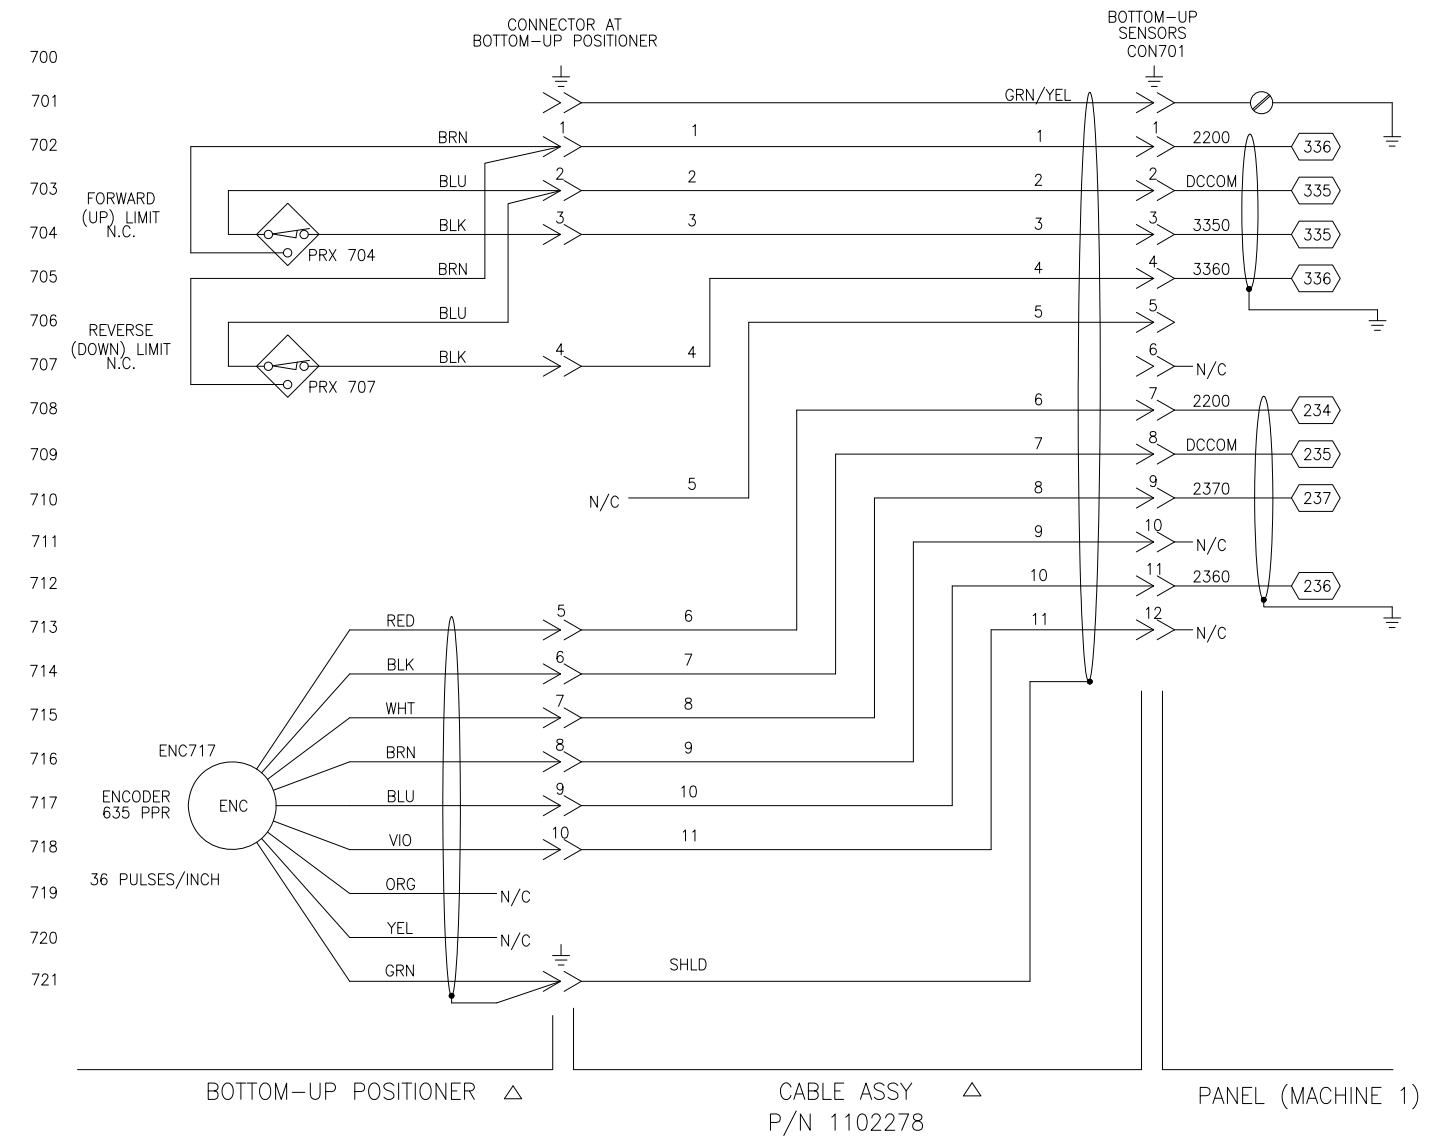 CONNECTOR AT
BOTTOM-UP POSITIONER
BOTTOM-UP
SENSORS
CON701
700
701 GRN/YEL
702 BRN 1 1 1 1 2200 336
703 BLU 2 2 2 2 DCCOM 335
FORWARD
(UP) LIMIT
N.C.
704 BLK 3 3 3 3 3350 335
PRX 704
705 BRN 4 4 3360 336
706 BLU 5 5
REVERSE
(DOWN) LIMIT
N.C.
707 BLK 4 4 6 N/C
PRX 707
708 6 7 2200 234
709 7 8 DCCOM 235
710 N/C 5 8 9 2370 237
711 9 10 N/C
712 10 11 2360 236
713 RED 5 6 11 12 N/C
714 BLK 6 7
715 WHT 7 8
716 BRN 8 9
ENC717
717 BLU 9 10
ENCODER
635 PPR
ENC
718 VIO 10 11
36 PULSES/INCH
719 ORG N/C
720 YEL N/C
721 GRN SHLD
BOTTOM-UP POSITIONER
CABLE ASSY
P/N 1102278
PANEL (MACHINE 1)